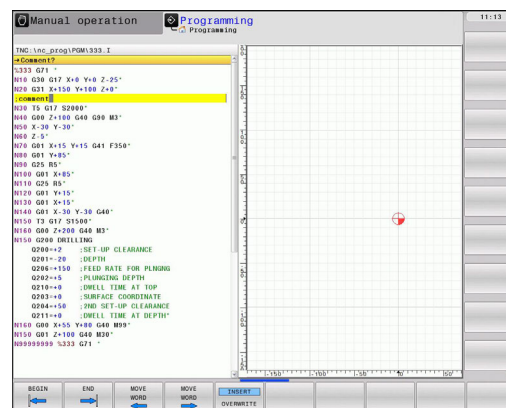 Manual operation
Programming
Programming
11:13
TNC:\nc_prog\PGM\333.I
→Comment?
%333 G71 *
N10 G30 G17 X+0 Y+0 Z-25*
N20 G31 X+150 Y+100 Z+0*
;comment
N30 T5 G17 S2000*
N40 G00 Z+100 G40 G90 M3*
N50 X-30 Y-30*
N60 Z-5*
N70 G01 X+15 Y+15 G41 F350*
N80 G01 Y+85*
N90 G25 R5*
N100 G01 X+85*
N110 G25 R5*
N120 G01 Y+15*
N130 G01 X+15*
N140 G01 X-30 Y-30 G40*
N150 T3 G17 S1500*
N160 G00 Z+200 G40 M3*
N150 G200 DRILLING
Q200=+2 ;SET-UP CLEARANCE
Q201=-20 ;DEPTH
Q206=+150 ;FEED RATE FOR PLNGNG
Q202=+5 ;PLUNGING DEPTH
Q210=+0 ;DWELL TIME AT TOP
Q203=+0 ;SURFACE COORDINATE
Q204=+50 ;2ND SET-UP CLEARANCE
Q211=+0 ;DWELL TIME AT DEPTH*
N160 G00 X+55 Y+80 G40 M99*
N150 G01 Z+100 G40 M30*
N99999999 %333 G71 *
-150 -100 -50 0 50
BEGIN
END
MOVE WORD
MOVE WORD
INSERT
OVERWRITE